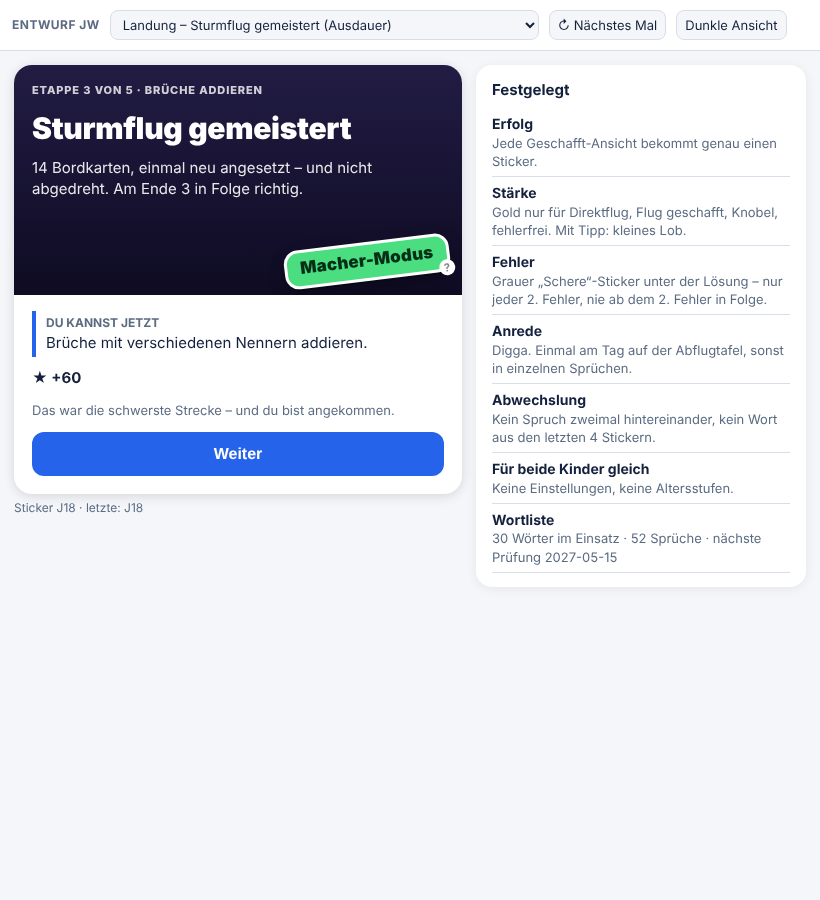 ENTWURF JW
Landung – Sturmflug gemeistert (Ausdauer)
↻ Nächstes Mal
Dunkle Ansicht
ETAPPE 3 VON 5 · BRÜCHE ADDIEREN
Sturmflug gemeistert
14 Bordkarten, einmal neu angesetzt – und nicht
abgedreht. Am Ende 3 in Folge richtig.
Macher-Modus
?
DU KANNST JETZT
Brüche mit verschiedenen Nennern addieren.
★ +60
Das war die schwerste Strecke – und du bist angekommen.
Weiter
Sticker J18 · letzte: J18
Festgelegt
Erfolg
Jede Geschafft-Ansicht bekommt genau einen
Sticker.
Stärke
Gold nur für Direktflug, Flug geschafft, Knobel,
fehlerfrei. Mit Tipp: kleines Lob.
Fehler
Grauer „Schere“-Sticker unter der Lösung – nur
jeder 2. Fehler, nie ab dem 2. Fehler in Folge.
Anrede
Digga. Einmal am Tag auf der Abflugtafel, sonst
in einzelnen Sprüchen.
Abwechslung
Kein Spruch zweimal hintereinander, kein Wort
aus den letzten 4 Stickern.
Für beide Kinder gleich
Keine Einstellungen, keine Altersstufen.
Wortliste
30 Wörter im Einsatz · 52 Sprüche · nächste
Prüfung 2027-05-15